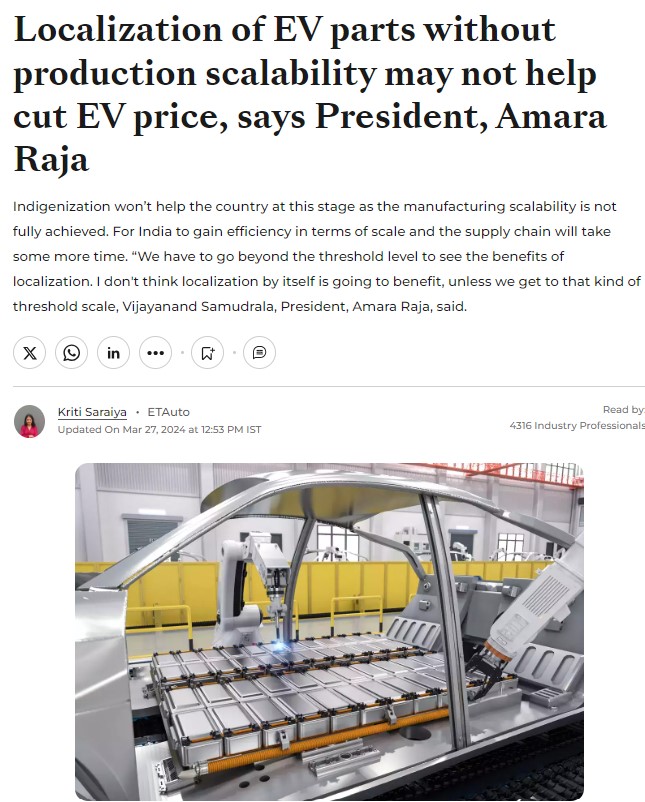 Localization of EV parts without
production scalability may not help
cut EV price, says President, Amara
Raja
Indigenization won’t help the country at this stage as the manufacturing scalability is not
fully achieved. For India to gain efficiency in terms of scale and the supply chain will take
some more time. “We have to go beyond the threshold level to see the benefits of
localization. I don't think localization by itself is going to benefit, unless we get to that kind of
threshold scale, Vijayanand Samudrala, President, Amara Raja, said.
Kriti Saraiya • ETAuto
Updated On Mar 27, 2024 at 12:53 PM IST
Read by:
4316 Industry Professionals